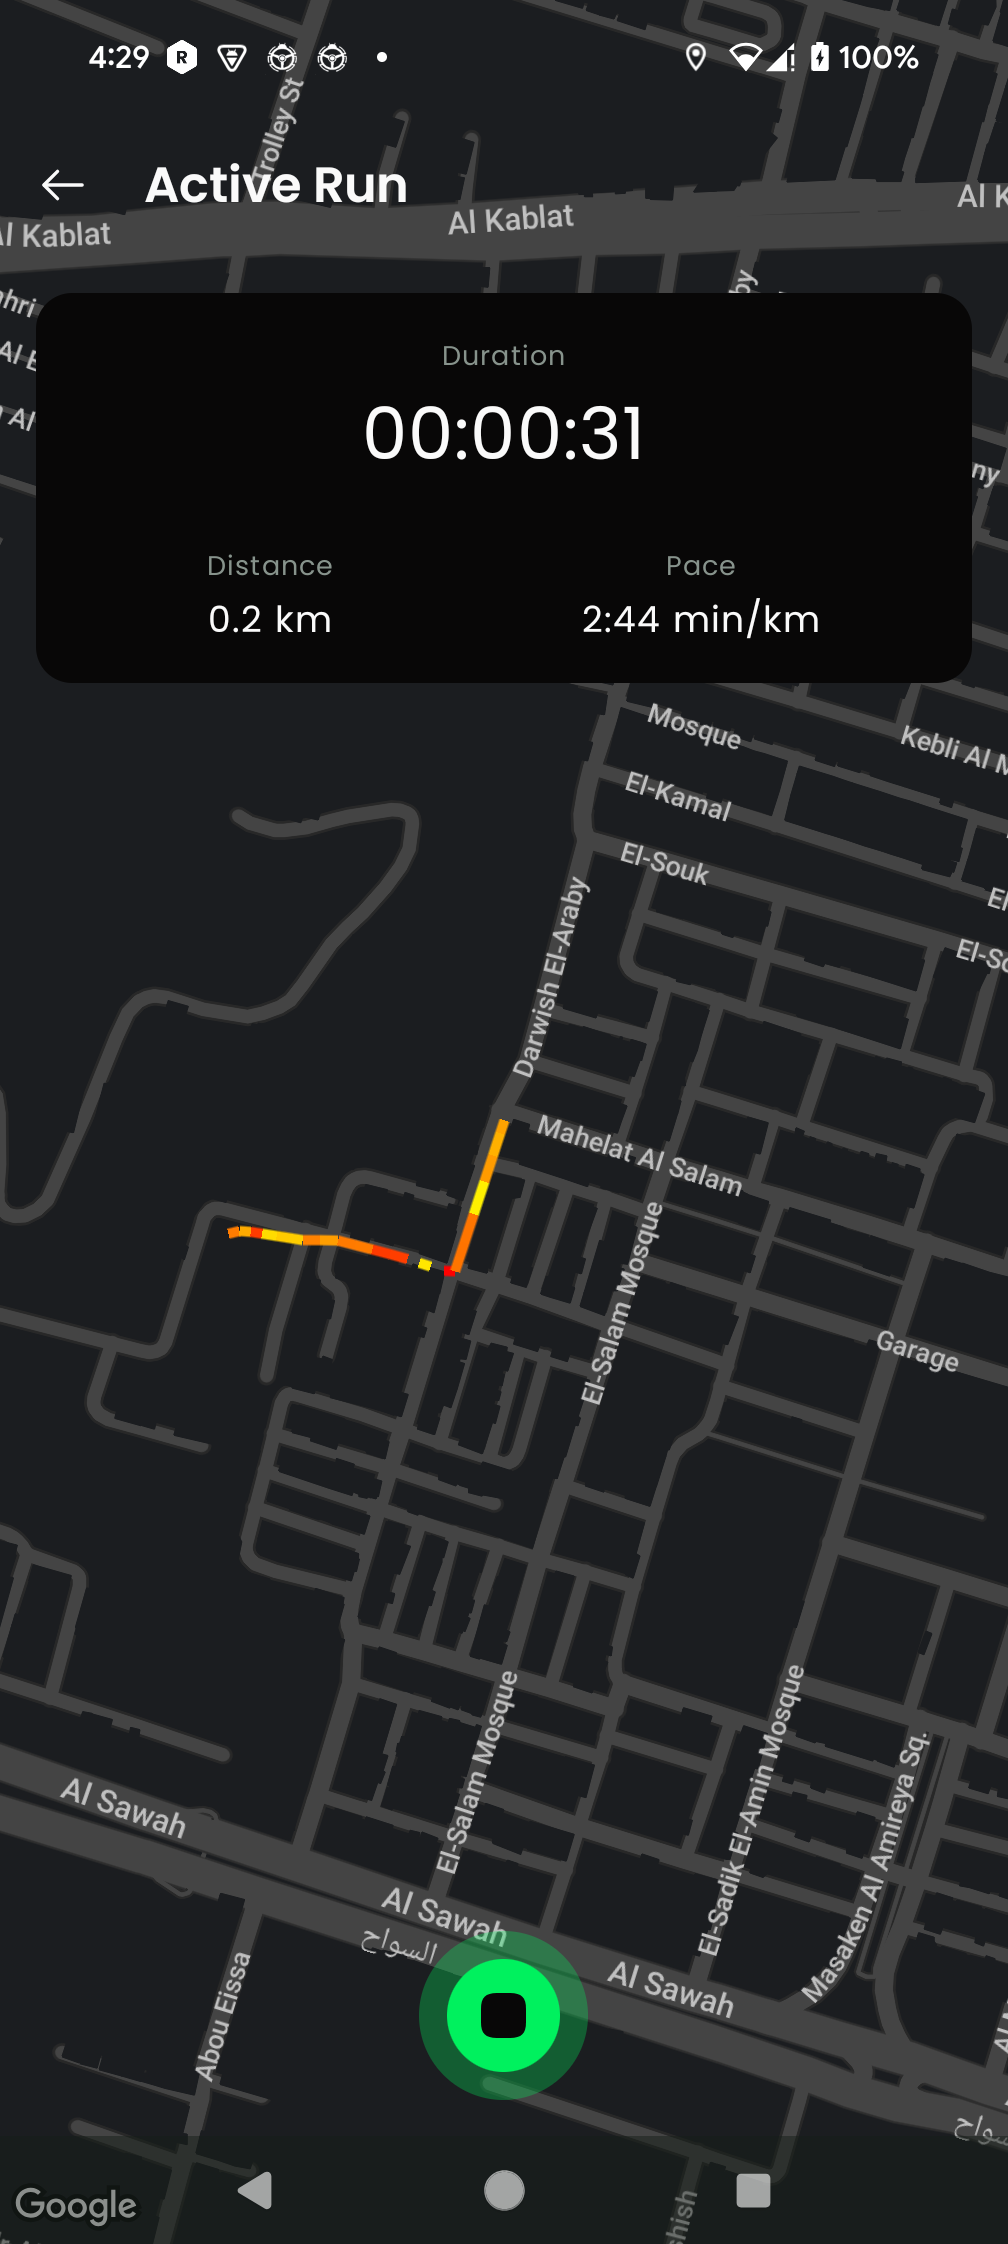 4:29
R
100%
Trolley St
Active Run
Al Kablat
Al Kablat
Al K
Duration
00:00:31
Distance
Pace
0.2 km
2:44 min/km
Mosque
Kebli Al M
El-Kamal
El-Souk
Darwish El-Araby
Mahelat Al Salam
El-Salam Mosque
Garage
El-Salam Mosque
El-Sadik El-Amin Mosque
Masaken Al Amireya Sq.
Al Sawah
Al Sawah
السواح
Al Sawah
Abou Eissa
Google